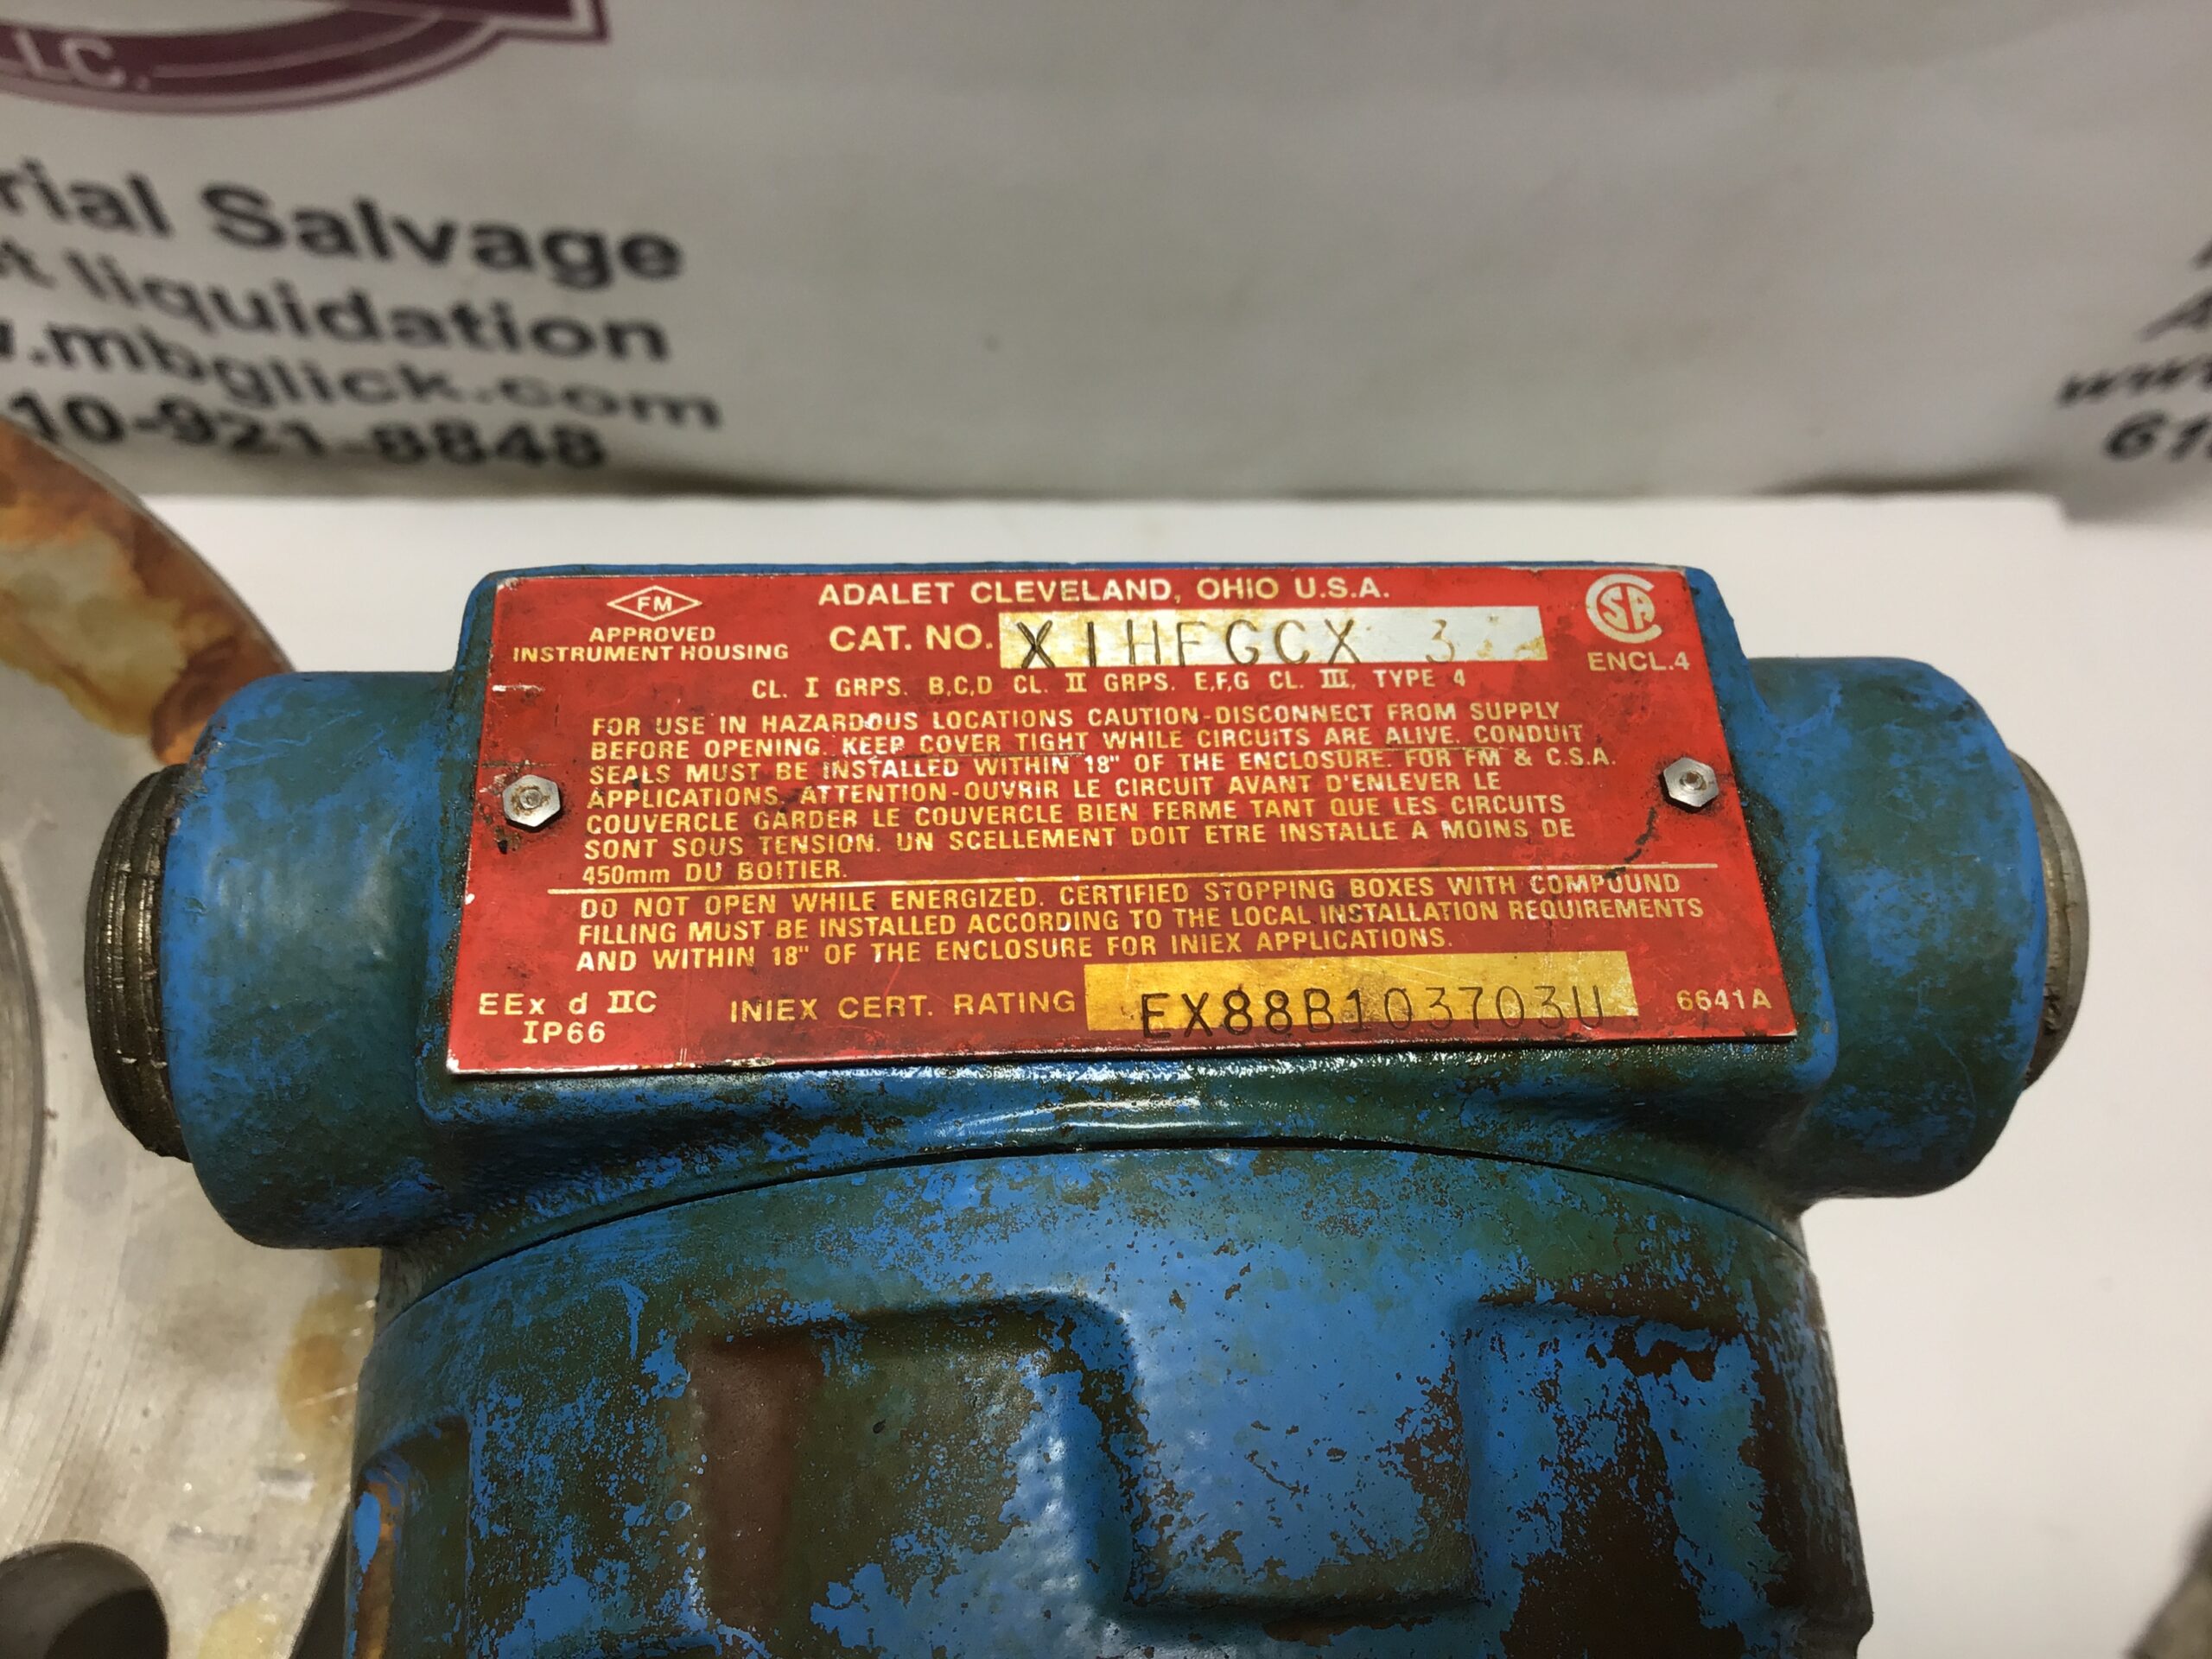 LC.
rial Salvage
t liquidation
.mbglick.com
10-921-8848
www
61
FM
APPROVED
INSTRUMENT HOUSING
ADALET CLEVELAND, OHIO U.S.A.
CAT. NO. X1HFGCX 3
CSA
ENCL.4
CL. I GRPS. B,C,D CL. II GRPS. E,F,G CL. III, TYPE 4
FOR USE IN HAZARDOUS LOCATIONS CAUTION-DISCONNECT FROM SUPPLY
BEFORE OPENING. KEEP COVER TIGHT WHILE CIRCUITS ARE ALIVE. CONDUIT
SEALS MUST BE INSTALLED WITHIN 18" OF THE ENCLOSURE. FOR FM & C.S.A.
APPLICATIONS. ATTENTION-OUVRIR LE CIRCUIT AVANT D'ENLEVER LE
COUVERCLE GARDER LE COUVERCLE BIEN FERME TANT QUE LES CIRCUITS
SONT SOUS TENSION. UN SCELLEMENT DOIT ETRE INSTALLE A MOINS DE
450mm DU BOITIER.
DO NOT OPEN WHILE ENERGIZED. CERTIFIED STOPPING BOXES WITH COMPOUND
FILLING MUST BE INSTALLED ACCORDING TO THE LOCAL INSTALLATION REQUIREMENTS
AND WITHIN 18" OF THE ENCLOSURE FOR INIEX APPLICATIONS.
EEx d IIC
IP66
INIEX CERT. RATING EX88B103703U
6641A